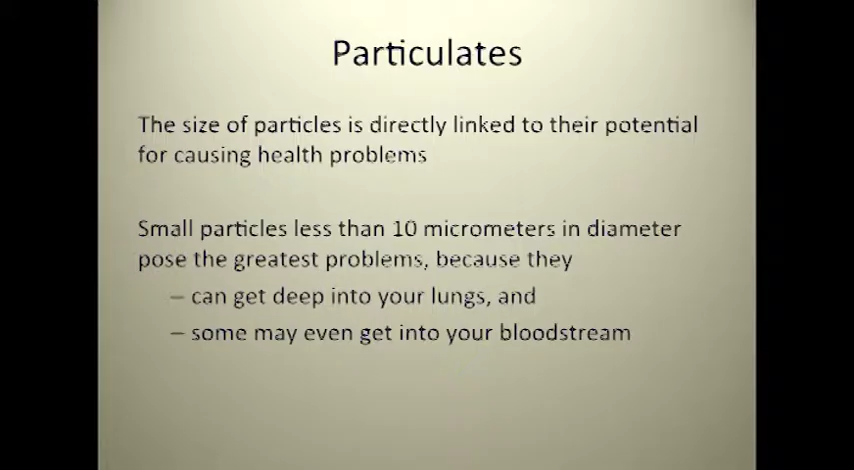 Particulates
The size of particles is directly linked to their potential
for causing health problems
Small particles less than 10 micrometers in diameter
pose the greatest problems, because they
– can get deep into your lungs, and
– some may even get into your bloodstream